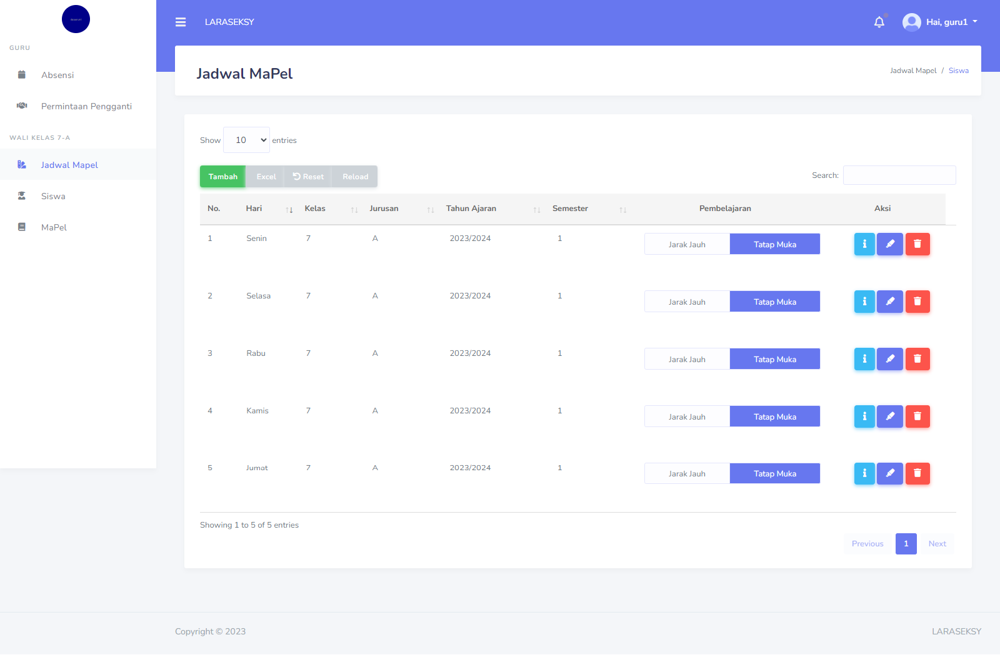 LARASEKSY
Hai, guru1
GURU
Absensi
Permintaan Pengganti
WALI KELAS 7-A
Jadwal Mapel
Siswa
MaPel
Jadwal MaPel
Jadwal Mapel / Siswa
Show 10 entries
Tambah Excel Reset Reload
Search:
No. Hari Kelas Jurusan Tahun Ajaran Semester Pembelajaran Aksi
1 Senin 7 A 2023/2024 1 Jarak Jauh Tatap Muka
2 Selasa 7 A 2023/2024 1 Jarak Jauh Tatap Muka
3 Rabu 7 A 2023/2024 1 Jarak Jauh Tatap Muka
4 Kamis 7 A 2023/2024 1 Jarak Jauh Tatap Muka
5 Jumat 7 A 2023/2024 1 Jarak Jauh Tatap Muka
Showing 1 to 5 of 5 entries
Previous 1 Next
Copyright © 2023
LARASEKSY